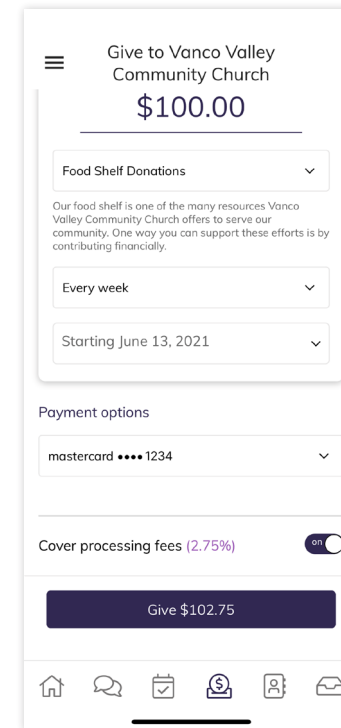 Give to Vanco Valley
Community Church
$100.00
Food Shelf Donations
Our food shelf is one of the many resources Vanco
Valley Community Church offers to serve our
community. One way you can support these efforts is by
contributing financially.
Every week
Starting June 13, 2021
Payment options
mastercard •••• 1234
Cover processing fees (2.75%)
on
Give $102.75